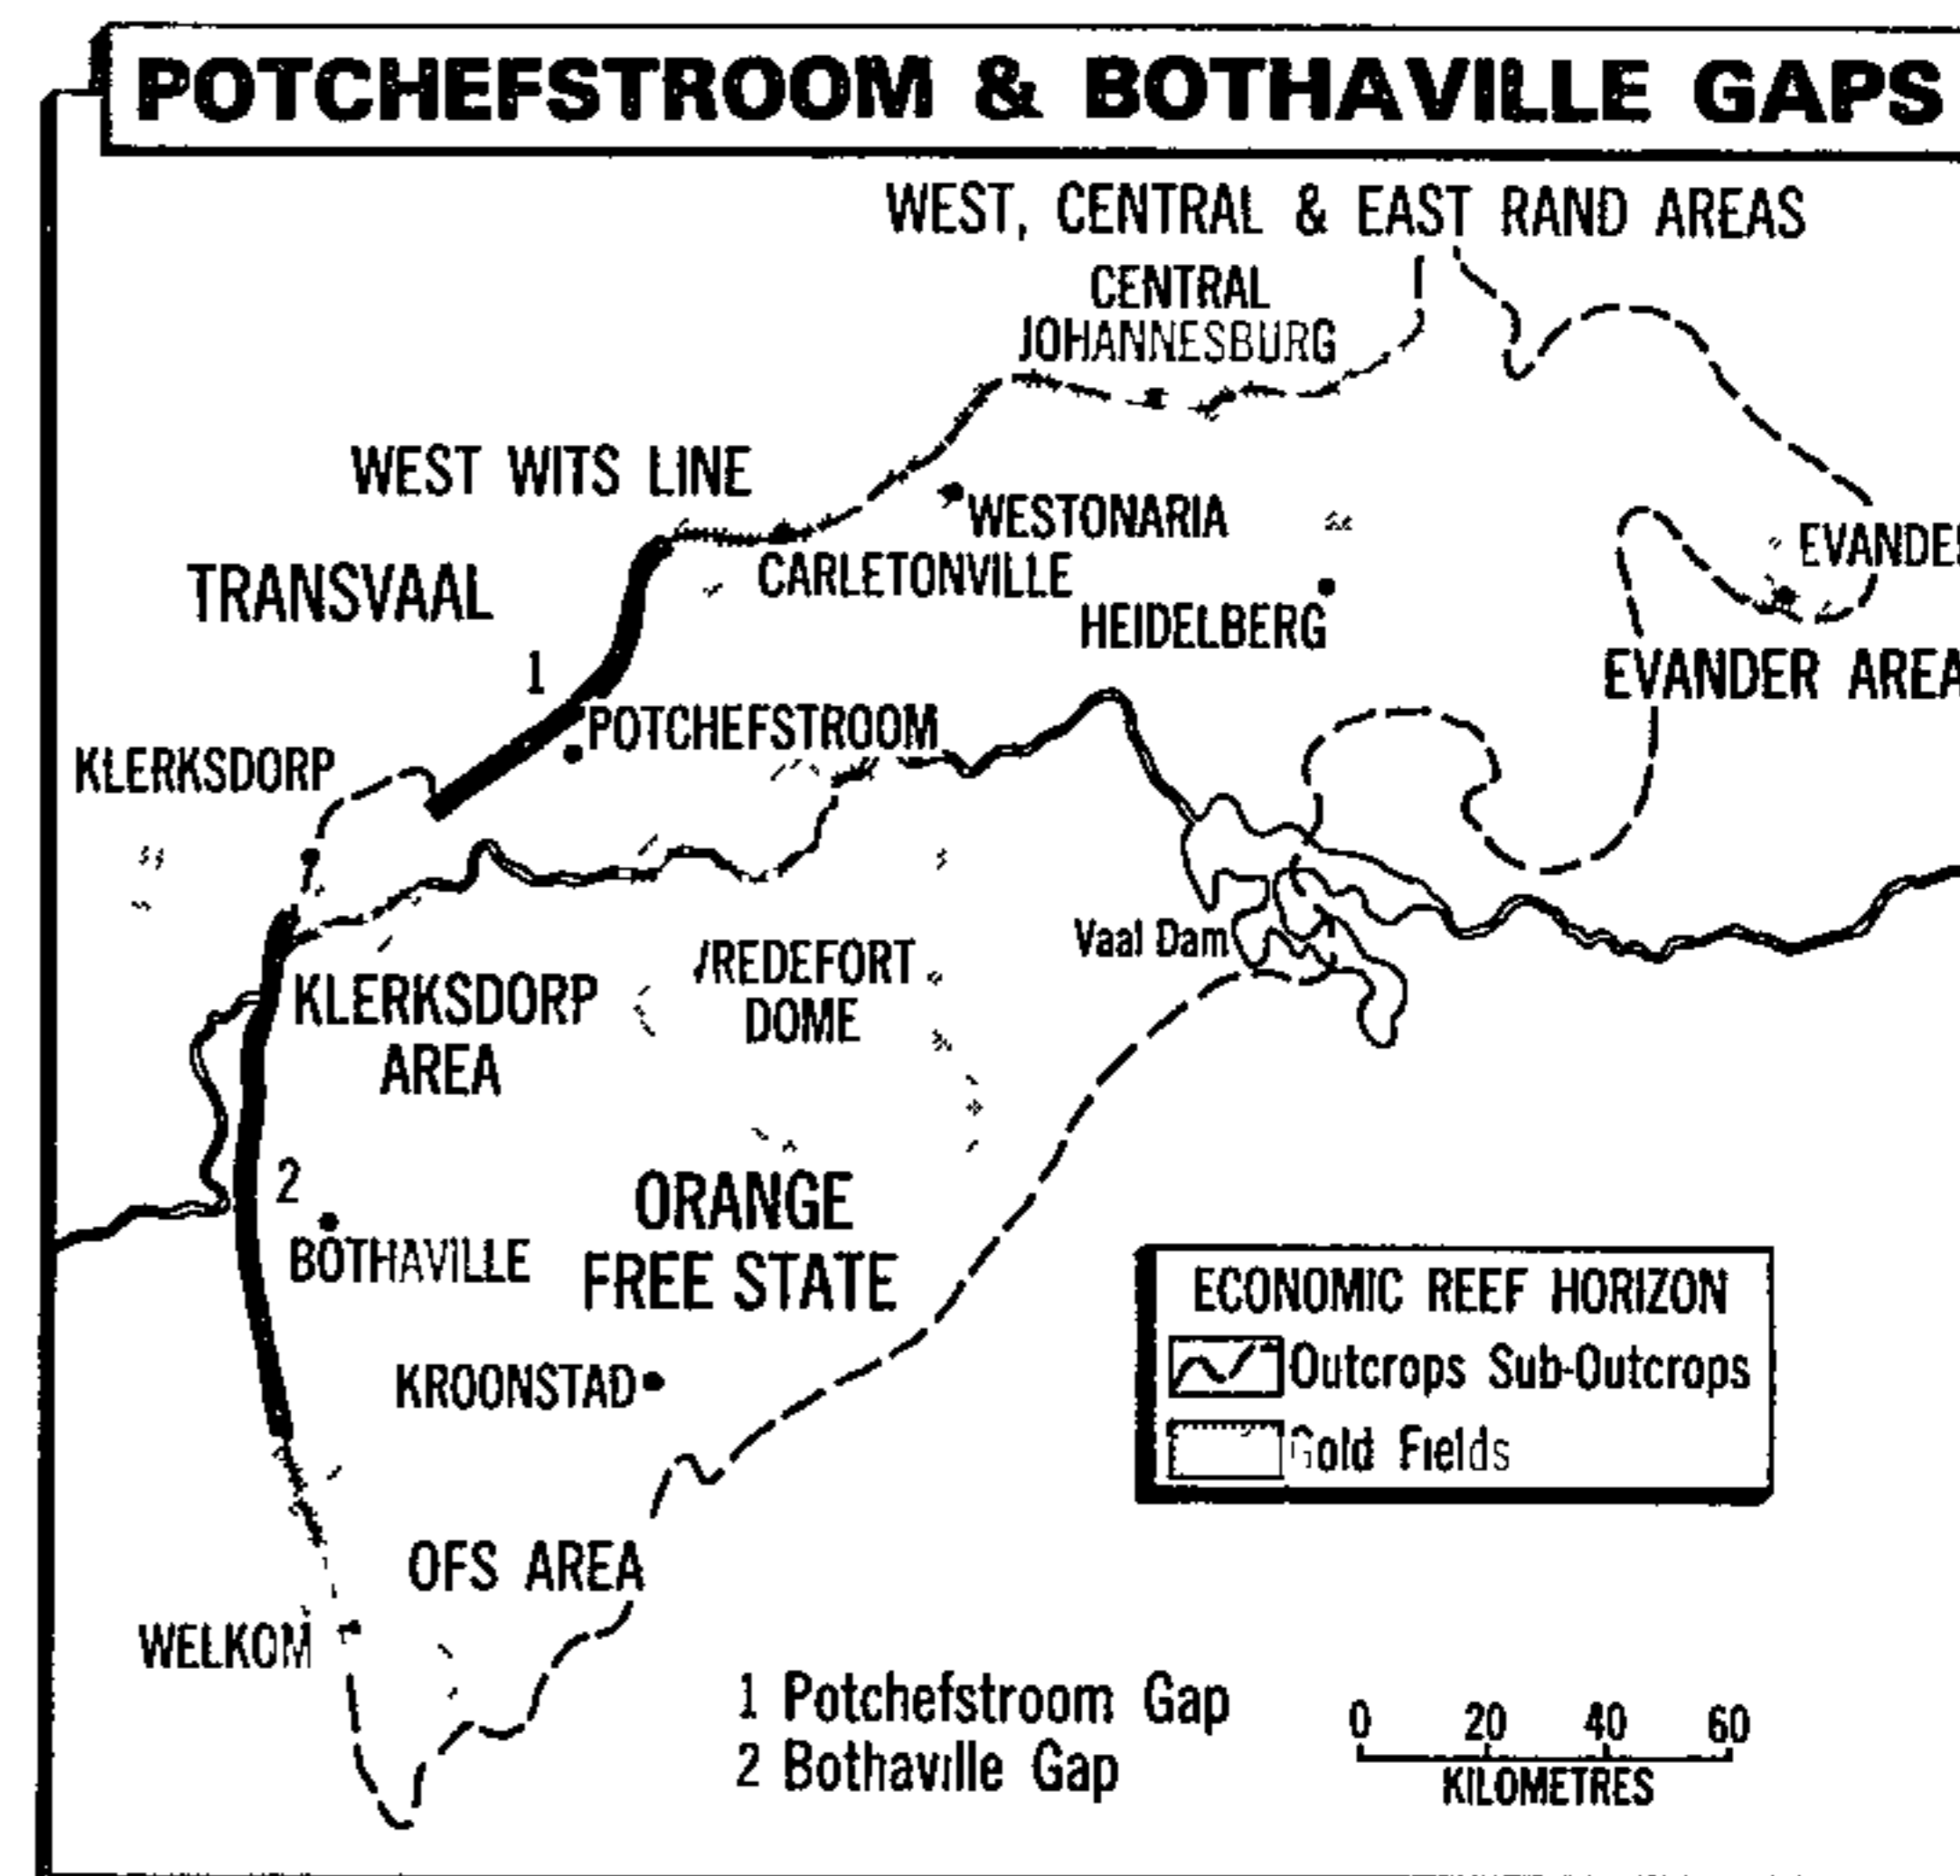 POTCHEFSTROOM & BOTHAVILLE GAPS
WEST, CENTRAL & EAST RAND AREAS
CENTRAL
JOHANNESBURG
WEST WITS LINE
WESTONARIA
EVANDE
CARLETONVILLE
TRANSVAAL
HEIDELBERG
1
EVANDER AREA
POTCHEFSTROOM
KLERKSDORP
Vaal Dam
VREDEFORT
DOME
KLERKSDORP
AREA
2
ORANGE
FREE STATE
BOTHAVILLE
ECONOMIC REEF HORIZON
Outcrops Sub-Outcrops
Gold Fields
KROONSTAD
OFS AREA
WELKOM
1 Potchefstroom Gap
2 Bothaville Gap
0 20 40 60
KILOMETRES